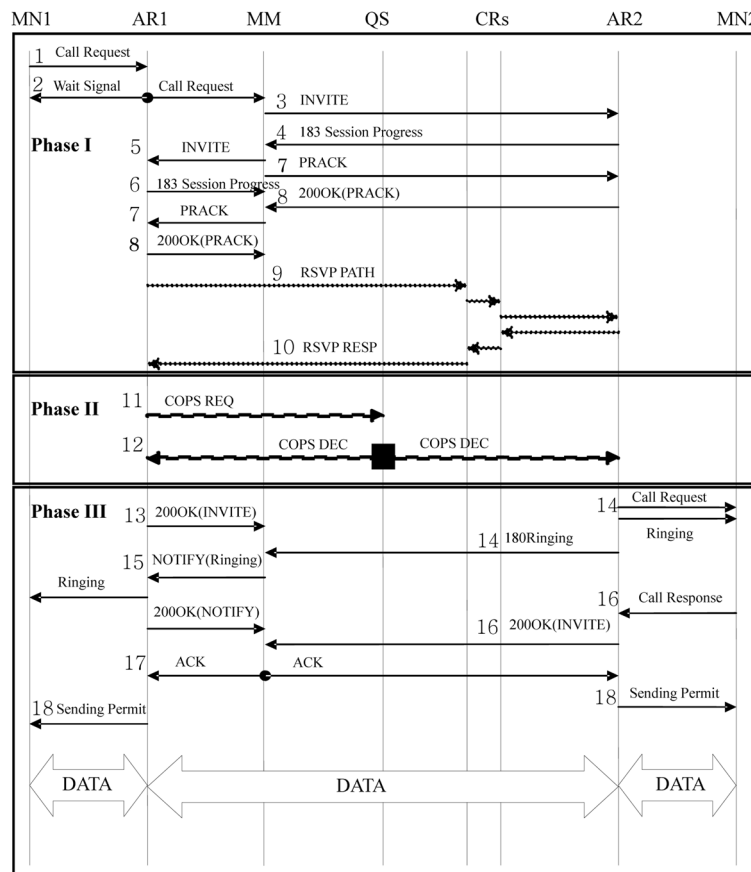 MN1 AR1 MM QS CRs AR2 MN2
1 Call Request
2 Wait Signal Call Request
3 INVITE
4 183 Session Progress
Phase I 5 INVITE
7 PRACK
6 183 Session Progress
8 200OK(PRACK)
7 PRACK
8 200OK(PRACK)
9 RSVP PATH
10 RSVP RESP
Phase II 11 COPS REQ
12 COPS DEC COPS DEC
Phase III 13 200OK(INVITE) 14 Call Request
Ringing
14 180Ringing
15 NOTIFY(Ringing)
Ringing
16 Call Response
200OK(NOTIFY)
16 200OK(INVITE)
17 ACK ACK
18 Sending Permit
18 Sending Permit
DATA DATA DATA